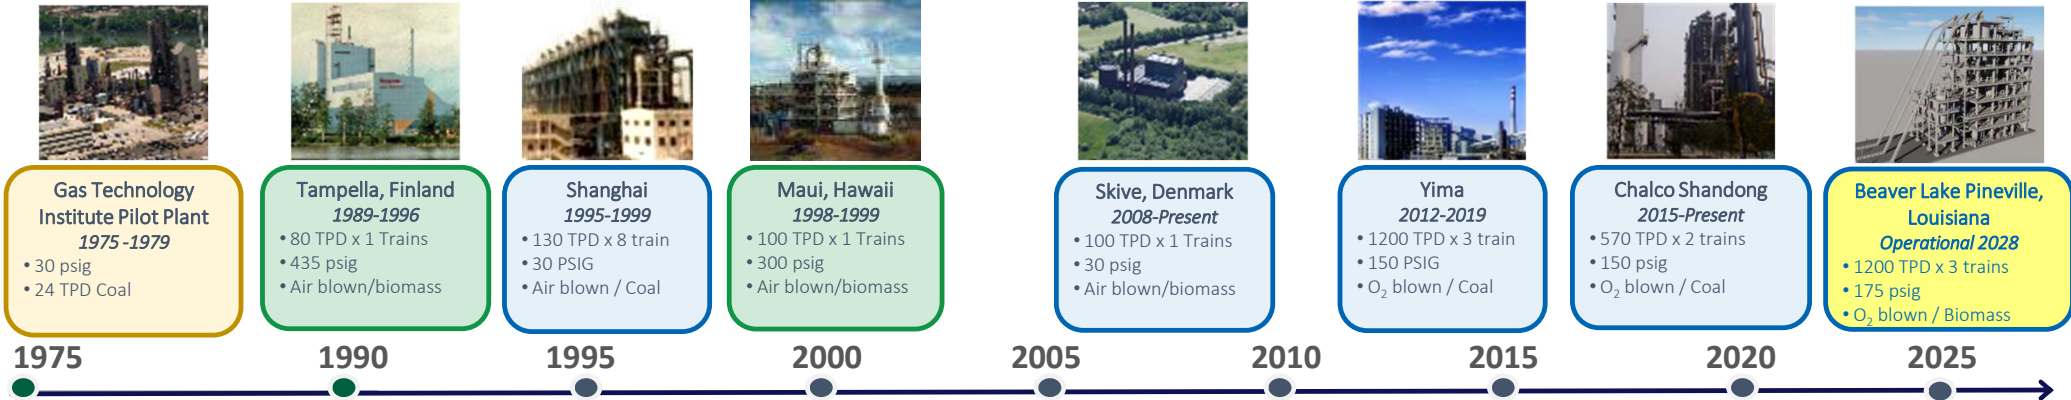 Gas Technology
Institute Pilot Plant
1975 -1979
• 30 psig
• 24 TPD Coal
Tampella, Finland
1989-1996
• 80 TPD x 1 Trains
• 435 psig
• Air blown/biomass
Shanghai
1995-1999
• 130 TPD x 8 train
• 30 PSIG
• Air blown / Coal
Maui, Hawaii
1998-1999
• 100 TPD x 1 Trains
• 300 psig
• Air blown/biomass
Skive, Denmark
2008-Present
• 100 TPD x 1 Trains
• 30 psig
• Air blown/biomass
Yima
2012-2019
• 1200 TPD x 3 train
• 150 PSIG
• O₂ blown / Coal
Chalco Shandong
2015-Present
• 570 TPD x 2 trains
• 150 psig
• O₂ blown / Coal
Beaver Lake Pineville,
Louisiana
Operational 2028
• 1200 TPD x 3 trains
• 175 psig
• O₂ blown / Biomass
1975 1990 1995 2000 2005 2010 2015 2020 2025